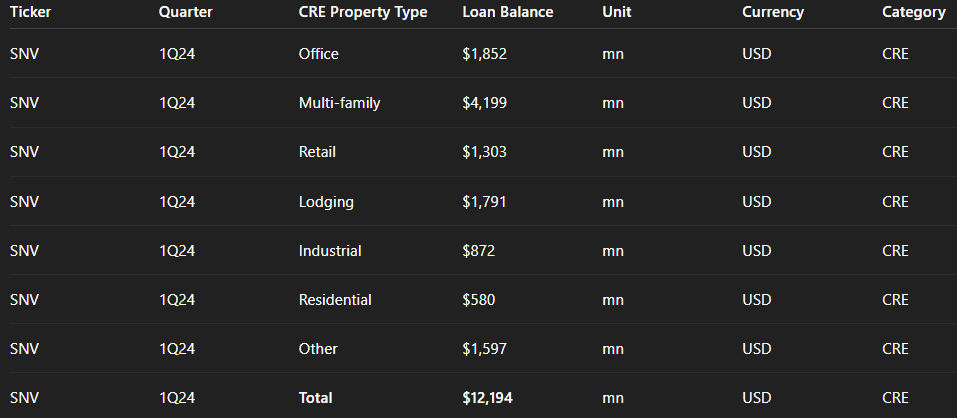 Ticker Quarter CRE Property Type Loan Balance Unit Currency Category
SNV 1Q24 Office $1,852 mn USD CRE
SNV 1Q24 Multi-family $4,199 mn USD CRE
SNV 1Q24 Retail $1,303 mn USD CRE
SNV 1Q24 Lodging $1,791 mn USD CRE
SNV 1Q24 Industrial $872 mn USD CRE
SNV 1Q24 Residential $580 mn USD CRE
SNV 1Q24 Other $1,597 mn USD CRE
SNV 1Q24 Total $12,194 mn USD CRE